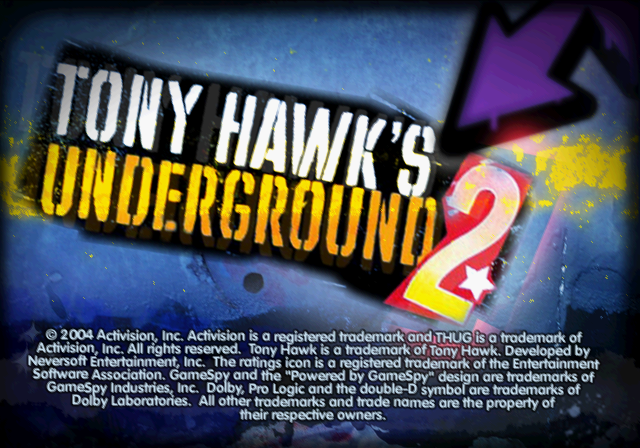 TONY HAWK'S
UNDERGROUND
2
© 2004 Activision, Inc. Activision is a registered trademark and THUG is a trademark of
Activision, Inc. All rights reserved.  Tony Hawk is a trademark of Tony Hawk. Developed by
Neversoft Entertainment, Inc.  The ratings icon is a registered trademark of the Entertainment
Software Association. GameSpy and the "Powered by GameSpy" design are trademarks of
GameSpy Industries, Inc.  Dolby, Pro Logic and the double-D symbol are trademarks of
Dolby Laboratories.  All other trademarks and trade names are the property of
their respective owners.